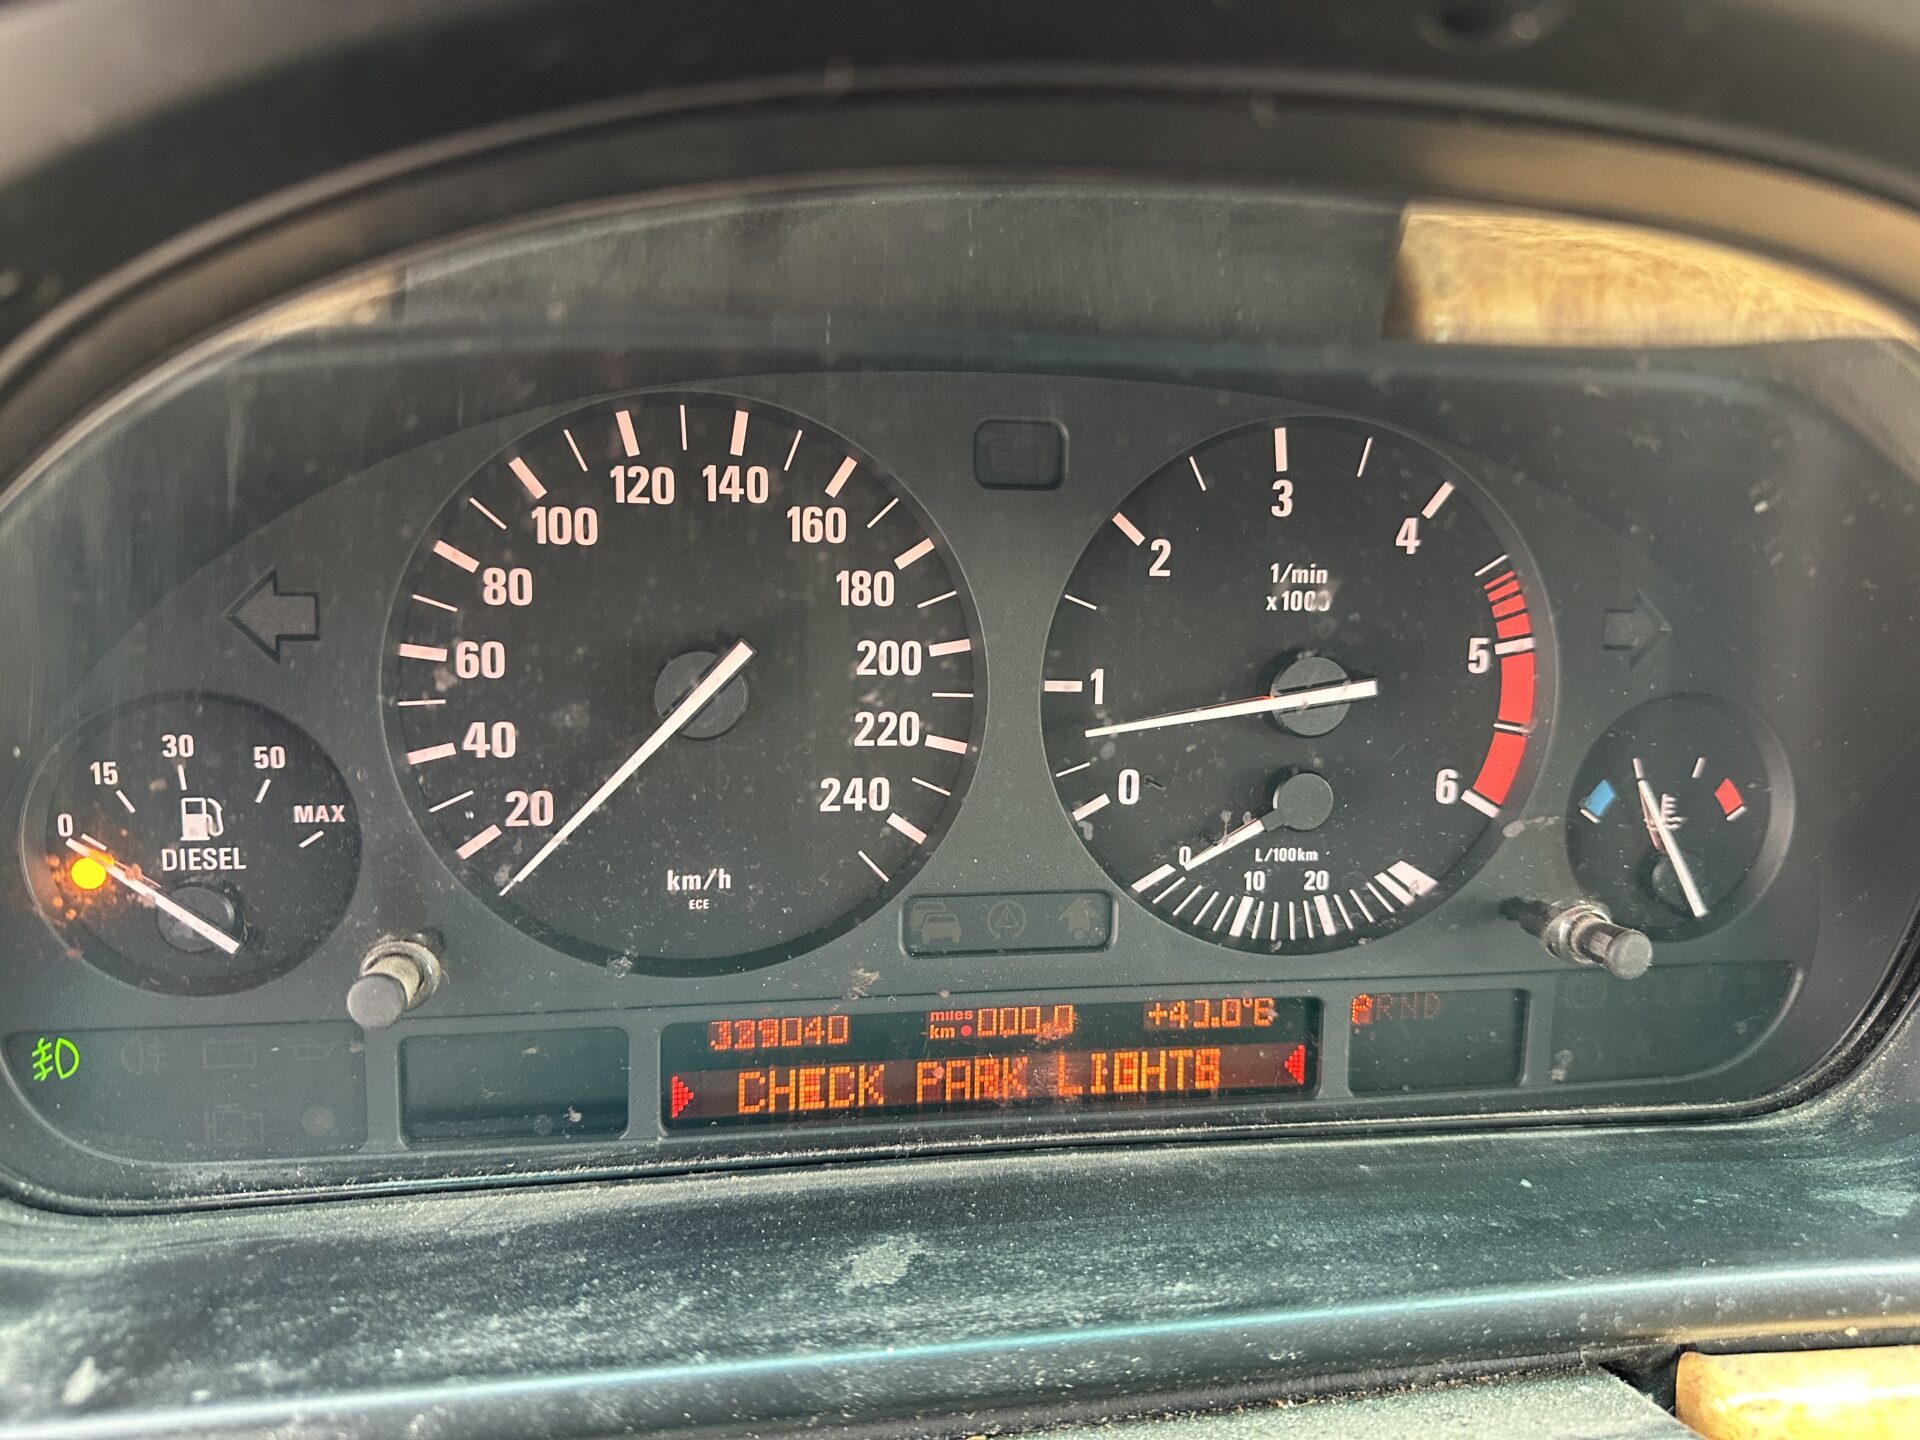 120 140
100 160
80 180
60 200
40 220
20 240
km/h
ECE
3
2 4
1/min
x1000
1 5
0 6
L/100km
0 10 20
0 15 30 50 MAX
DIESEL
miles
km 000.0
CHECK PARK LIGHTS
PRND